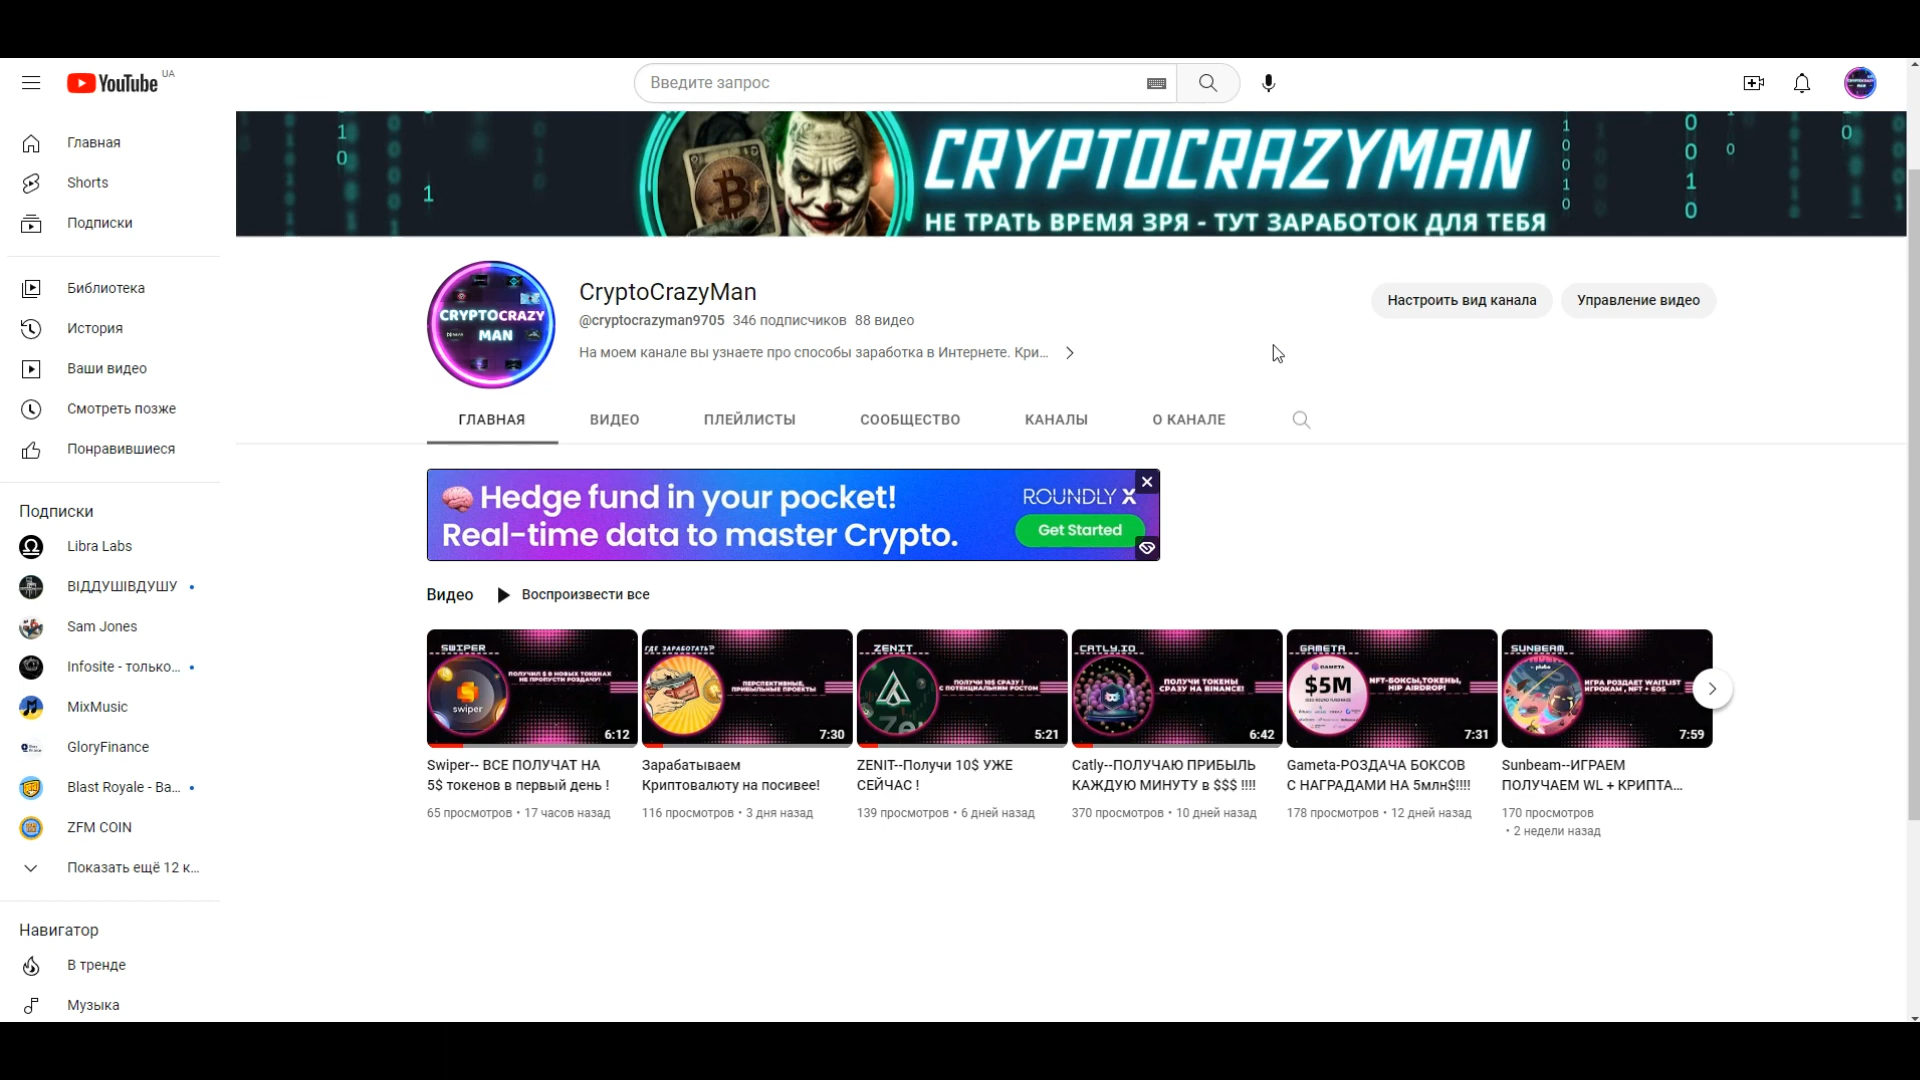 YouTube UA
Введите запрос
Главная
Shorts
Подписки
Библиотека
История
Ваши видео
Смотреть позже
Понравившиеся
Подписки
Libra Labs
ВІДДУШІВДУШУ
Sam Jones
Infosite - только...
MixMusic
GloryFinance
Blast Royale - Ba...
ZFM COIN
Показать ещё 12 к...
Навигатор
В тренде
Музыка
CRYPTOCRAZYMAN
НЕ ТРАТЬ ВРЕМЯ ЗРЯ - ТУТ ЗАРАБОТОК ДЛЯ ТЕБЯ
CRYPTOCRAZY
MAN
CryptoCrazyMan
@cryptocrazyman9705 346 подписчиков 88 видео
На моем канале вы узнаете про способы заработка в Интернете. Кри...
Настроить вид канала
Управление видео
ГЛАВНАЯ ВИДЕО ПЛЕЙЛИСТЫ СООБЩЕСТВО КАНАЛЫ О КАНАЛЕ
Hedge fund in your pocket!
Real-time data to master Crypto.
ROUNDLY X
Get Started
Видео Воспроизвести все
SWIPER
ПОЛУЧИЛ 5 $ НОВЫХ ТОКЕНАХ
НЕ ПРОПУСТИ РОЗДАЧУ!
swiper
6:12
Swiper-- ВСЕ ПОЛУЧАТ НА
5$ токенов в первый день !
65 просмотров • 17 часов назад
ГДЕ ЗАРАБОТАТЬ?
ПЕРСПЕКТИВНЫЕ,
ПРИБЫЛЬНЫЕ ПРОЕКТЫ
7:30
Зарабатываем
Криптовалюту на посивее!
116 просмотров • 3 дня назад
ZENIT
ПОЛУЧИ 10$ СРАЗУ !
С ПОТЕНЦИАЛЬНИМ РОСТОМ
5:21
ZENIT--Получи 10$ УЖЕ
СЕЙЧАС !
139 просмотров • 6 дней назад
CATLY.IO
ПОЛУЧИ ТОКЕНЫ
СРАЗУ НА BINANCE!
6:42
Catly--ПОЛУЧАЮ ПРИБЫЛЬ
КАЖДУЮ МИНУТУ в $$$ !!!!
370 просмотров • 10 дней назад
GAMETA
GAMETA
$5M
NFT-БОКСЫ,ТОКЕНЫ,
HIP AIRDROP!
7:31
Gameta-РОЗДАЧА БОКСОВ
С НАГРАДАМИ НА 5млн$!!!!
178 просмотров • 12 дней назад
SUNBEAM
ИГРА РОЗДАЕТ WAITLIST
ИГРОКАМ , NFT + EOS
7:59
Sunbeam--ИГРАЕМ
ПОЛУЧАЕМ WL + КРИПТА...
170 просмотров
• 2 недели назад